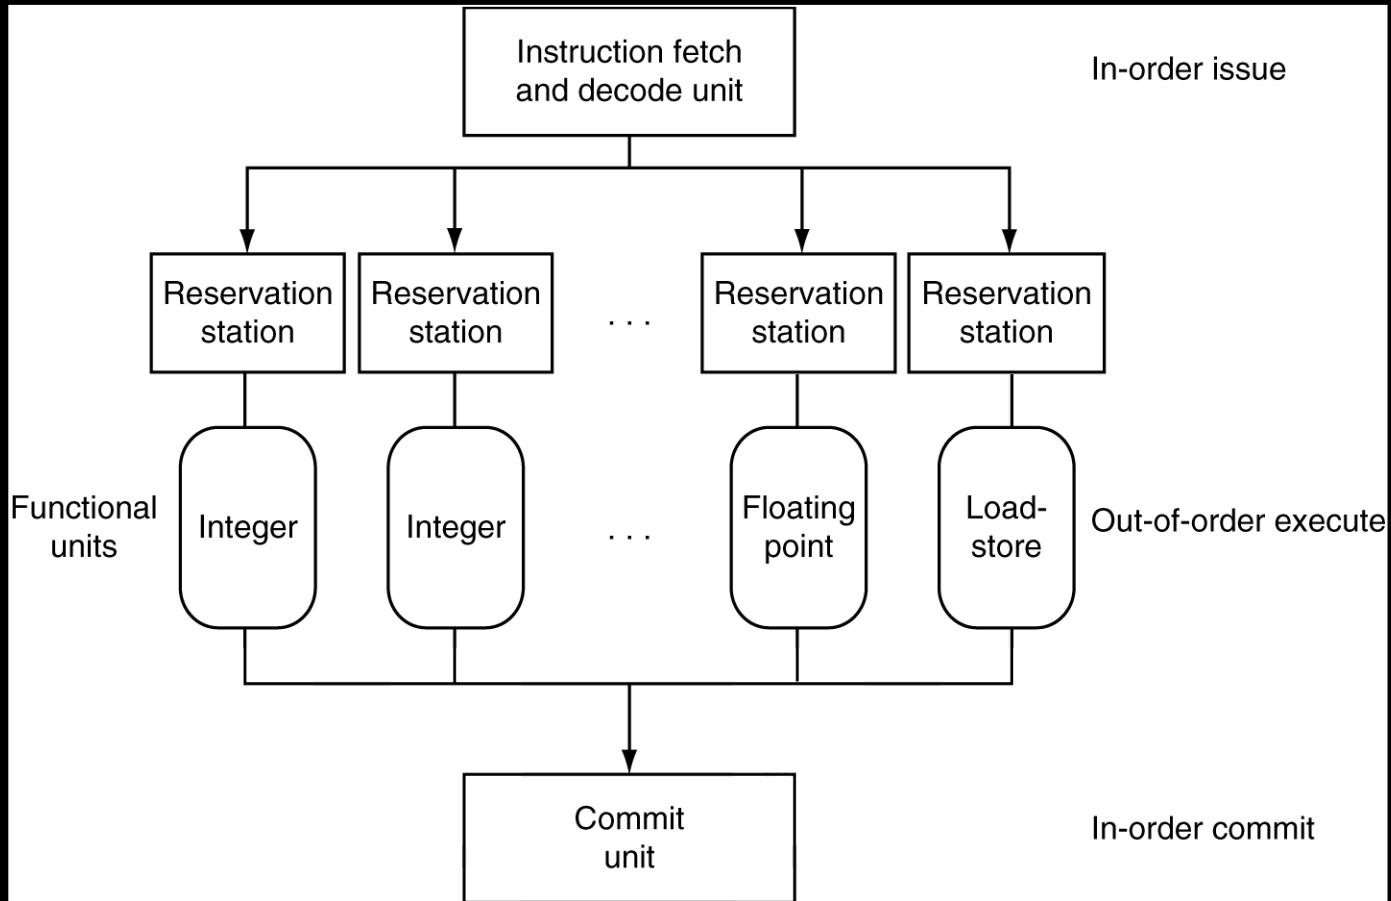 Instruction fetch
and decode unit
In-order issue
Reservation
station
Reservation
station
. . .
Reservation
station
Reservation
station
Functional
units
Integer
Integer
. . .
Floating
point
Load-
store
Out-of-order execute
Commit
unit
In-order commit